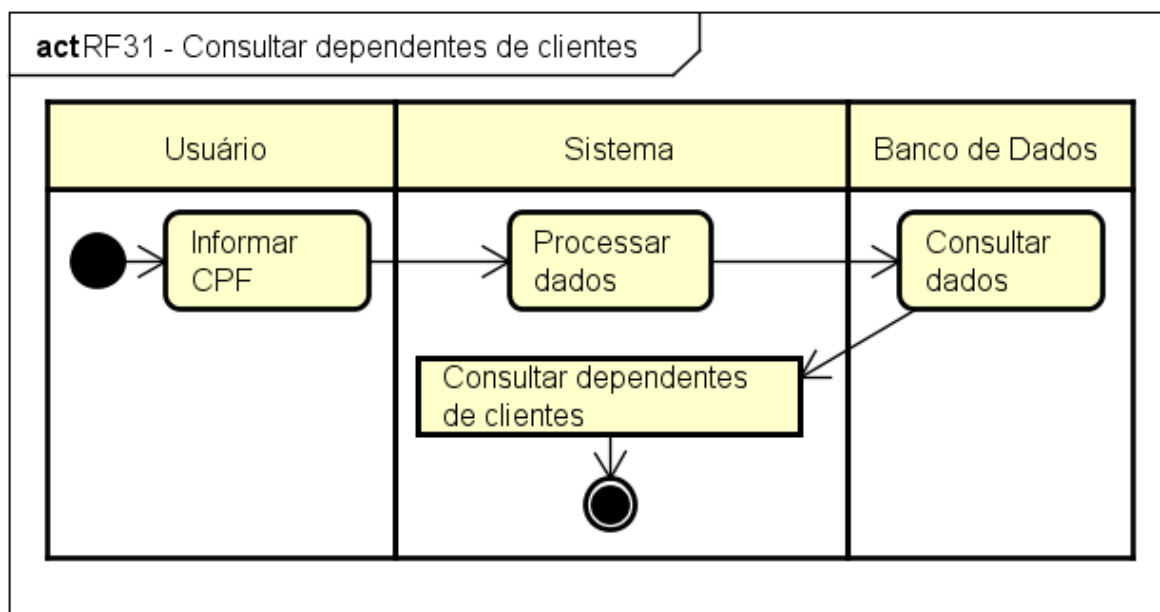 actRF31 - Consultar dependentes de clientes
Usuário
Sistema
Banco de Dados
Informar
CPF
Processar
dados
Consultar
dados
Consultar dependentes
de clientes